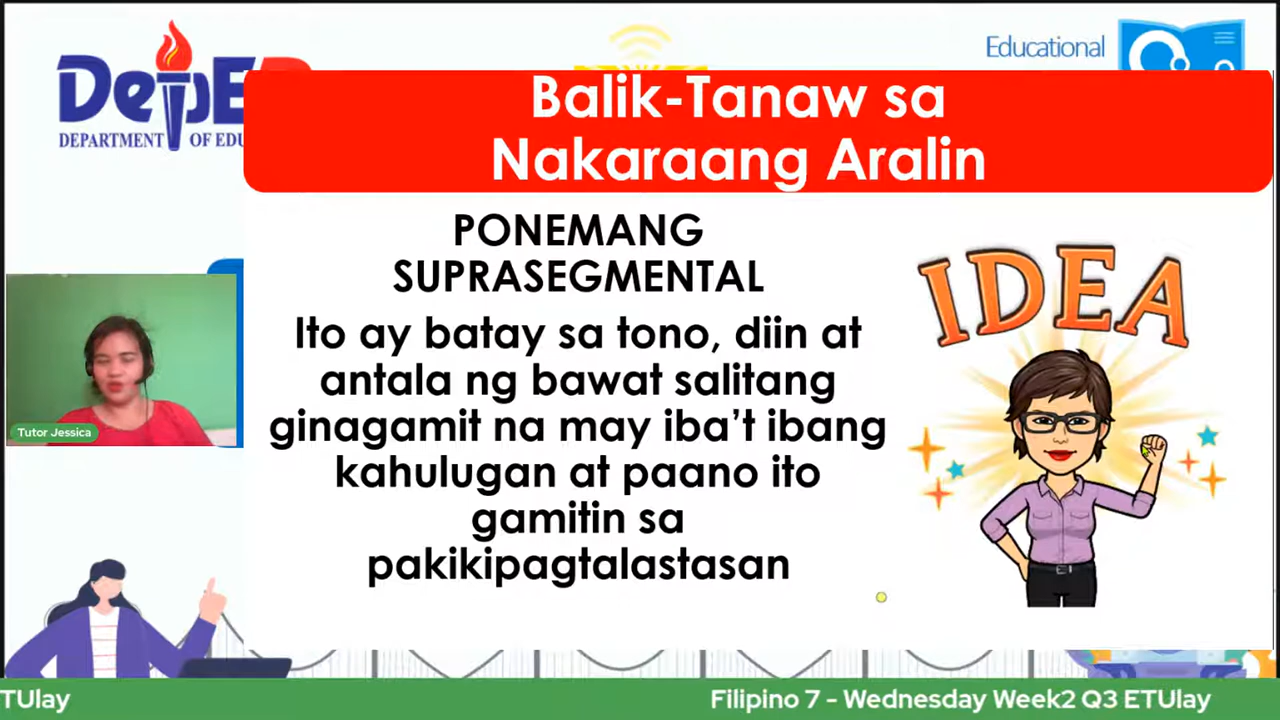 DepED
DEPARTMENT OF EDU
Educational
Balik-Tanaw sa
Nakaraang Aralin
PONEMANG
SUPRASEGMENTAL
Ito ay batay sa tono, diin at
antala ng bawat salitang
ginagamit na may iba’t ibang
kahulugan at paano ito
gamitin sa
pakikipagtalastasan
IDEA
Tutor Jessica
TUlay
Filipino 7 - Wednesday Week2 Q3 ETUlay